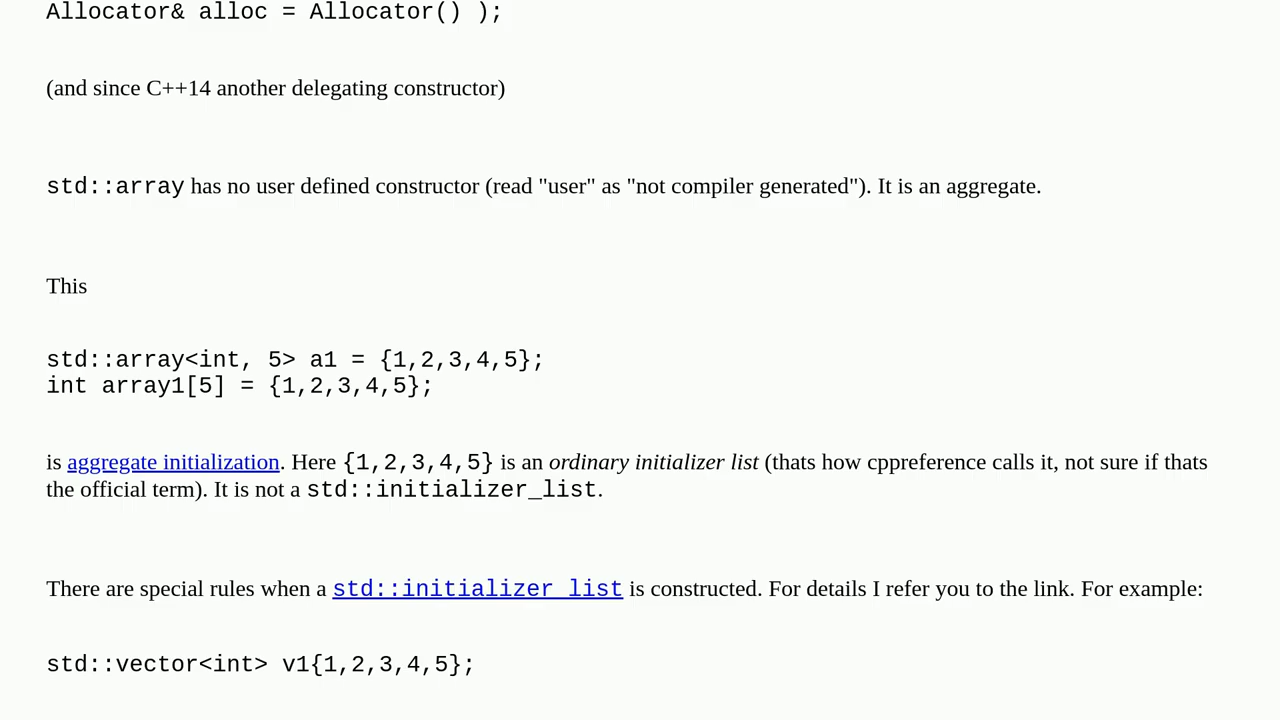 Allocator& alloc = Allocator() );
(and since C++14 another delegating constructor)
std::array has no user defined constructor (read "user" as "not compiler generated"). It is an aggregate.
This
std::array<int, 5> a1 = {1,2,3,4,5};
int array1[5] = {1,2,3,4,5};
is aggregate initialization. Here {1,2,3,4,5} is an ordinary initializer list (thats how cppreference calls it, not sure if thats
the official term). It is not a std::initializer_list.
There are special rules when a std::initializer_list is constructed. For details I refer you to the link. For example:
std::vector<int> v1{1,2,3,4,5};